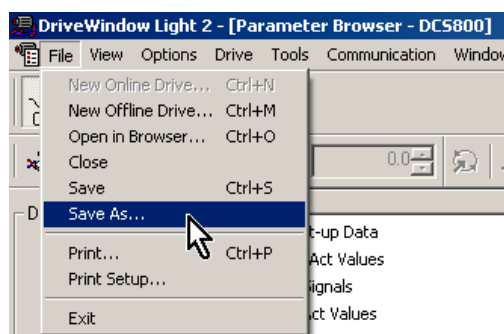 DriveWindow Light 2 - [Parameter Browser - DCS800]
File View Options Drive Tools Communication Window
New Online Drive... Ctrl+N
New Offline Drive... Ctrl+M
Open in Browser... Ctrl+O
Close
0.0
Save Ctrl+S
Save As...
t-up Data
Print... Ctrl+P
Act Values
Print Setup...
ignals
Exit
ct Values